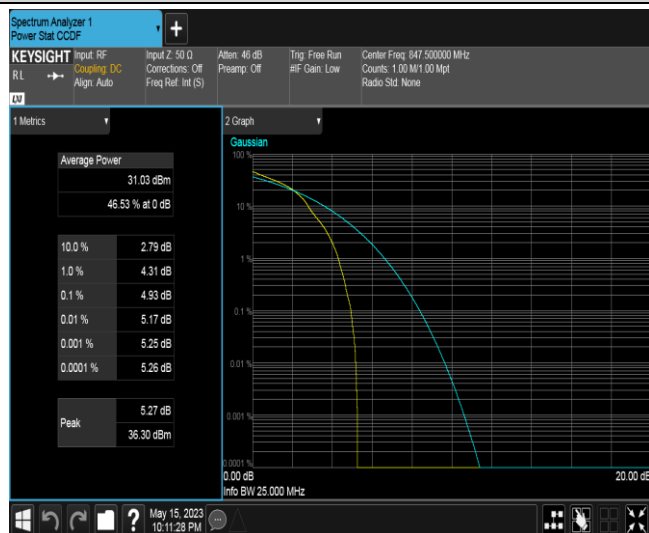 Spectrum Analyzer 1
Power Stat CCDF
+
KEYSIGHT
RL
LXI
Input: RF
Coupling: DC
Align: Auto
Input Z: 50 Ω
Corrections: Off
Freq Ref: Int (S)
Atten: 46 dB
Preamp: Off
Trig: Free Run
#IF Gain: Low
Center Freq: 847.500000 MHz
Counts: 1.00 M/1.00 Mpt
Radio Std: None
1 Metrics
Average Power
31.03 dBm
46.53 % at 0 dB
10.0 % 2.79 dB
1.0 % 4.31 dB
0.1 % 4.93 dB
0.01 % 5.17 dB
0.001 % 5.25 dB
0.0001 % 5.26 dB
Peak
5.27 dB
36.30 dBm
2 Graph
Gaussian
100 %
10 %
1 %
0.1 %
0.01 %
0.001 %
0.0001 %
0.00 dB 20.00 dB
Info BW 25.000 MHz
? May 15, 2023
10:11:28 PM